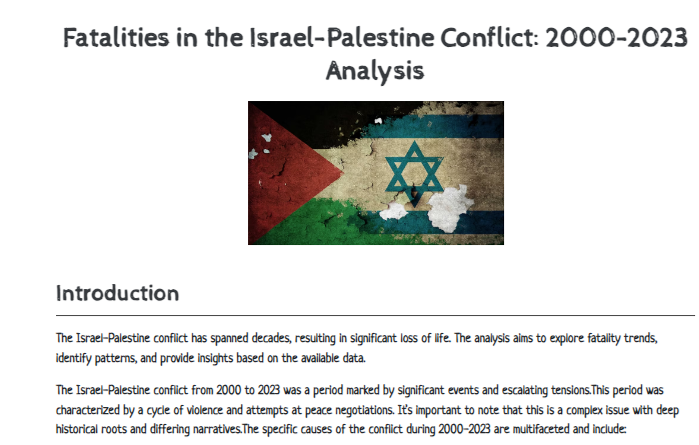 Fatalities in the Israel-Palestine Conflict: 2000-2023
Analysis
Introduction
The Israel-Palestine conflict has spanned decades, resulting in significant loss of life. The analysis aims to explore fatality trends,
identify patterns, and provide insights based on the available data.
The Israel-Palestine conflict from 2000 to 2023 was a period marked by significant events and escalating tensions.This period was
characterized by a cycle of violence and attempts at peace negotiations. It's important to note that this is a complex issue with deep
historical roots and differing narratives.The specific causes of the conflict during 2000-2023 are multifaceted and include: